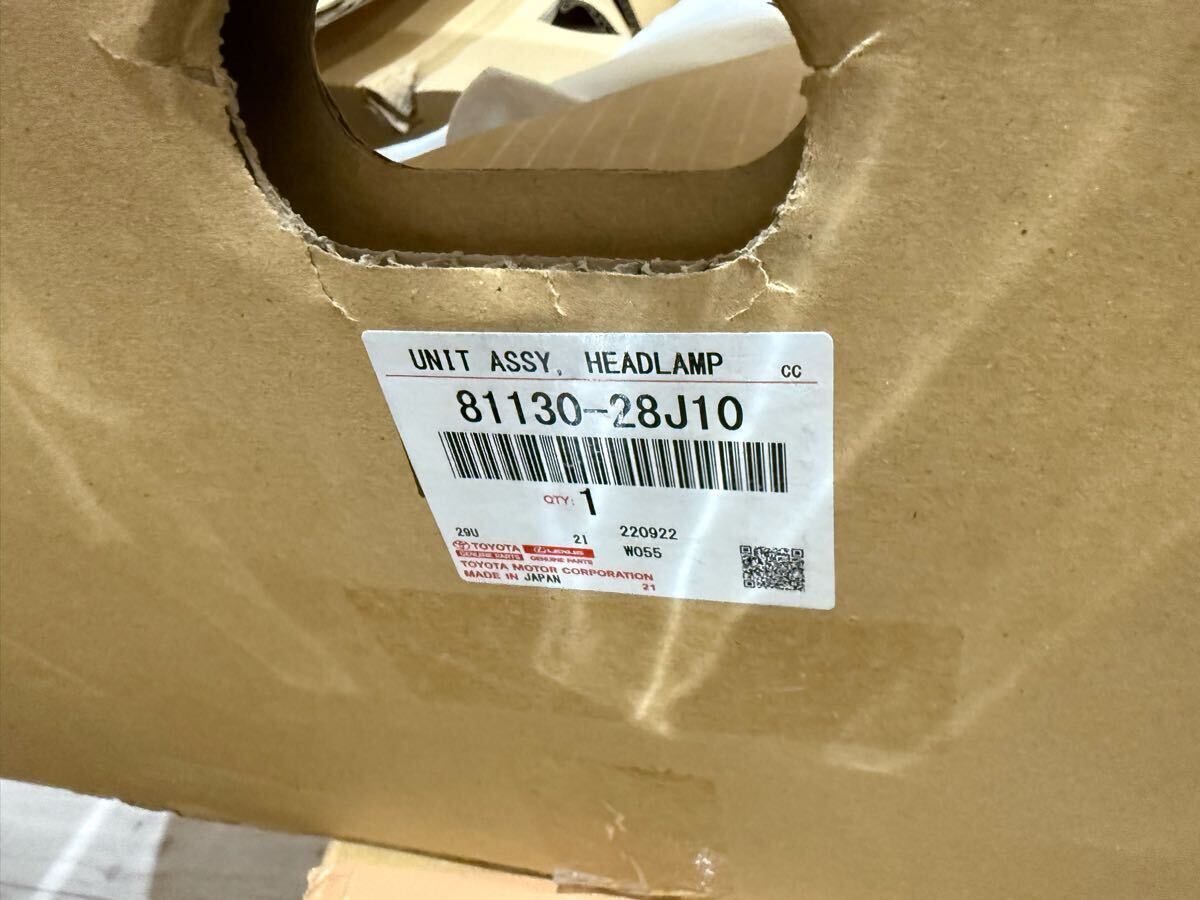 UNIT ASSY, HEADLAMP CC
81130-28J10
QTY: 1
29U 21 220922
TOYOTA LEXUS W055
GENUINE PARTS GENUINE PARTS
TOYOTA MOTOR CORPORATION
MADE IN JAPAN 21